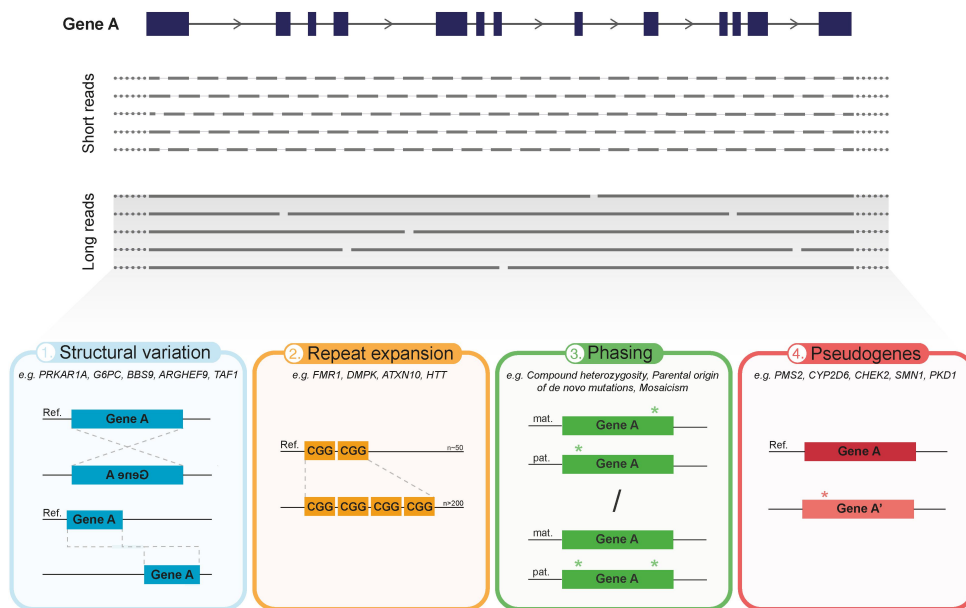 Gene A
Short reads
Long reads
1. Structural variation
e.g. PRKAR1A, G6PC, BBS9, ARGHEF9, TAF1
Ref.
Gene A
Gene A
Ref.
Gene A
Gene A
2. Repeat expansion
e.g. FMR1, DMPK, ATXN10, HTT
Ref.
CGG CGG
n~50
CGG CGG CGG CGG
n>200
3. Phasing
e.g. Compound heterozygosity, Parental origin
of de novo mutations, Mosaicism
mat.
*
Gene A
pat.
*
Gene A
/
mat.
Gene A
pat.
* *
Gene A
4. Pseudogenes
e.g. PMS2, CYP2D6, CHEK2, SMN1, PKD1
Ref.
Gene A
*
Gene A'